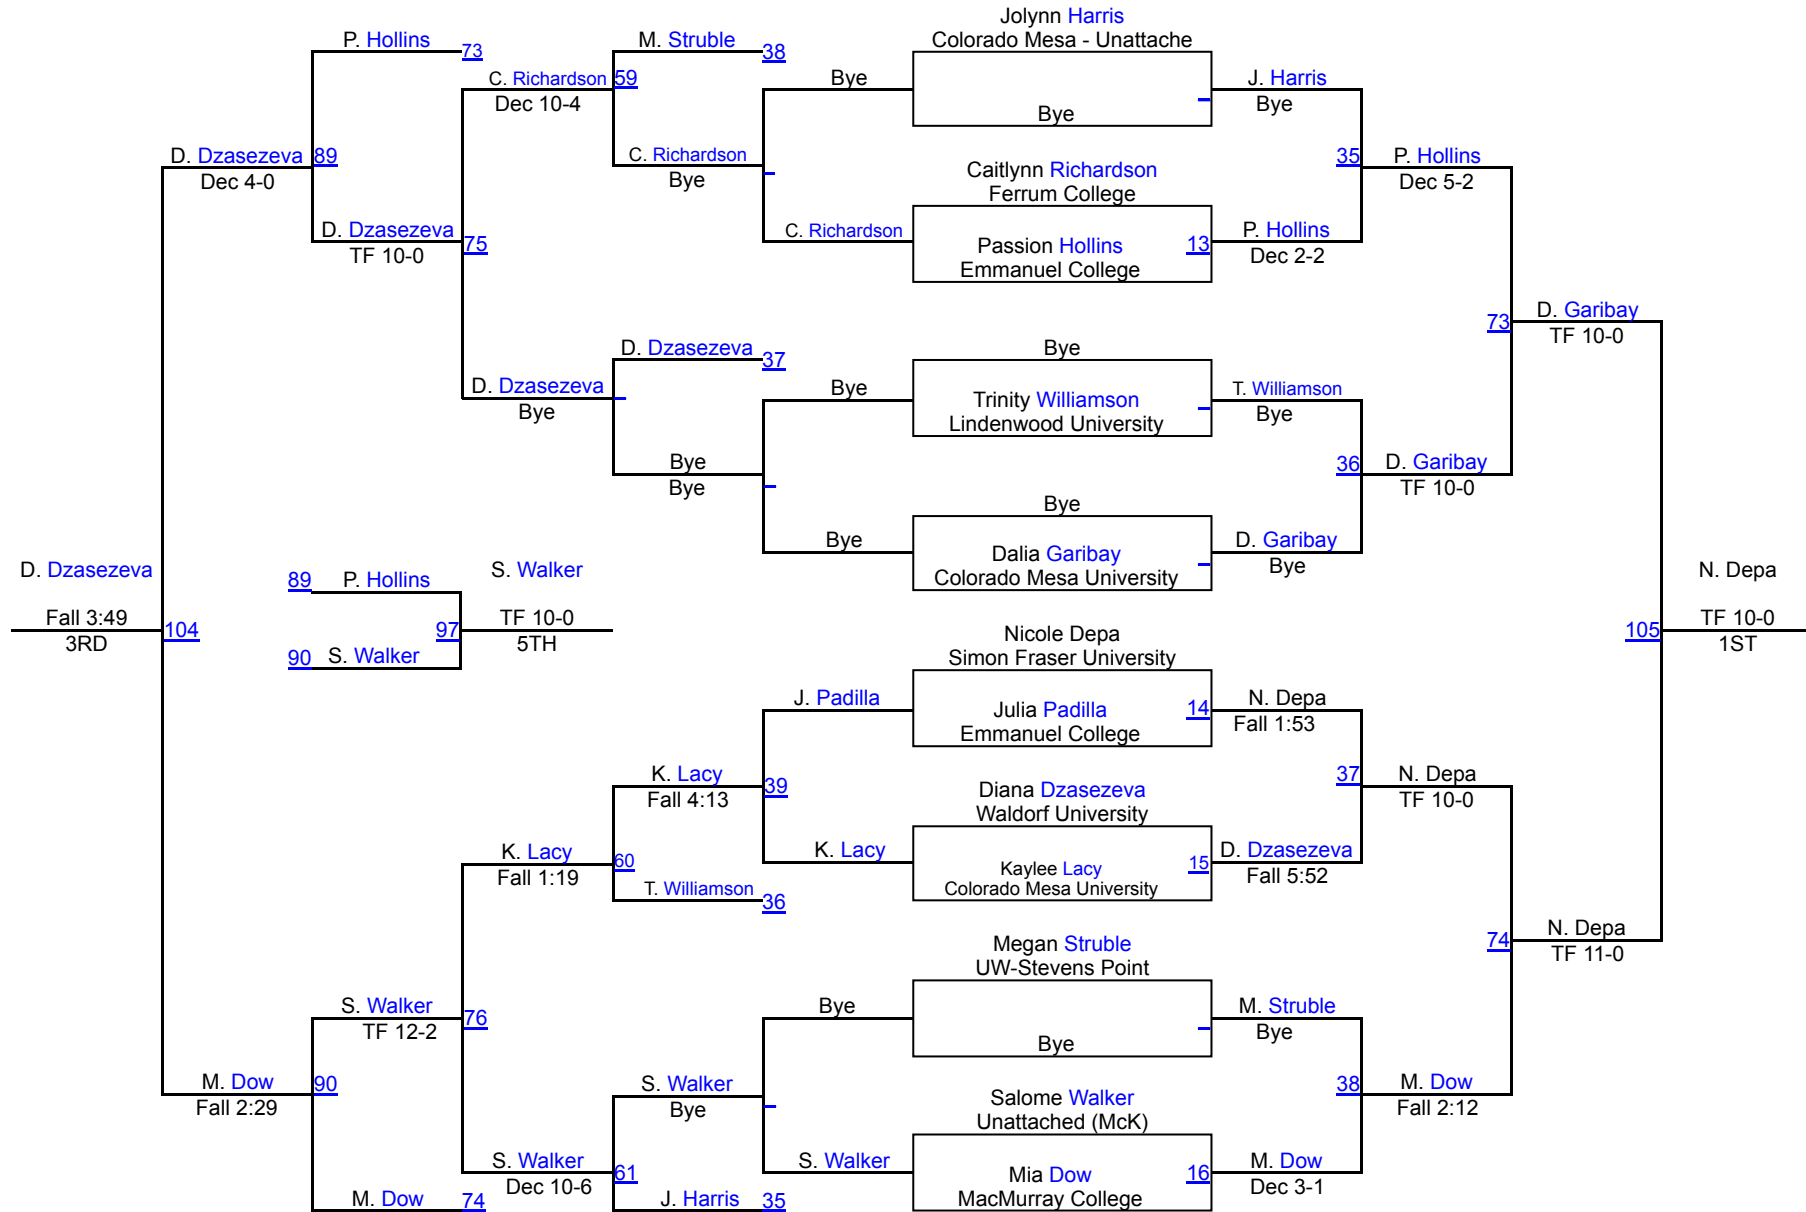 Jolynn Harris
Colorado Mesa - Unattache
P. Hollins
73
M. Struble
38
C. Richardson
59
Dec 10-4
Bye
J. Harris
Bye
Bye
D. Dzasezeva
89
Dec 4-0
C. Richardson
Bye
Caitlynn Richardson
Ferrum College
35
P. Hollins
Dec 5-2
D. Dzasezeva
75
TF 10-0
C. Richardson
Passion Hollins
13
Emmanuel College
P. Hollins
Dec 2-2
73
D. Garibay
TF 10-0
D. Dzasezeva
37
Bye
D. Dzasezeva
Bye
Bye
Trinity Williamson
Lindenwood University
T. Williamson
Bye
Bye
Bye
36
D. Garibay
TF 10-0
Bye
Bye
Dalia Garibay
Colorado Mesa University
D. Garibay
Bye
D. Dzasezeva
Fall 3:49
3RD
104
89
P. Hollins
S. Walker
97
TF 10-0
5TH
90
S. Walker
N. Depa
105
TF 10-0
1ST
Nicole Depa
Simon Fraser University
J. Padilla
Julia Padilla
14
Emmanuel College
N. Depa
Fall 1:53
K. Lacy
39
Fall 4:13
Diana Dzasezeva
Waldorf University
37
N. Depa
TF 10-0
K. Lacy
60
Fall 1:19
K. Lacy
Kaylee Lacy
15
Colorado Mesa University
D. Dzasezeva
Fall 5:52
T. Williamson
36
Megan Struble
UW-Stevens Point
74
N. Depa
TF 11-0
S. Walker
76
TF 12-2
Bye
Bye
M. Struble
Bye
M. Dow
90
Fall 2:29
S. Walker
Bye
Salome Walker
Unattached (McK)
38
M. Dow
Fall 2:12
S. Walker
61
Dec 10-6
S. Walker
Mia Dow
16
MacMurray College
M. Dow
Dec 3-1
M. Dow
74
J. Harris
35